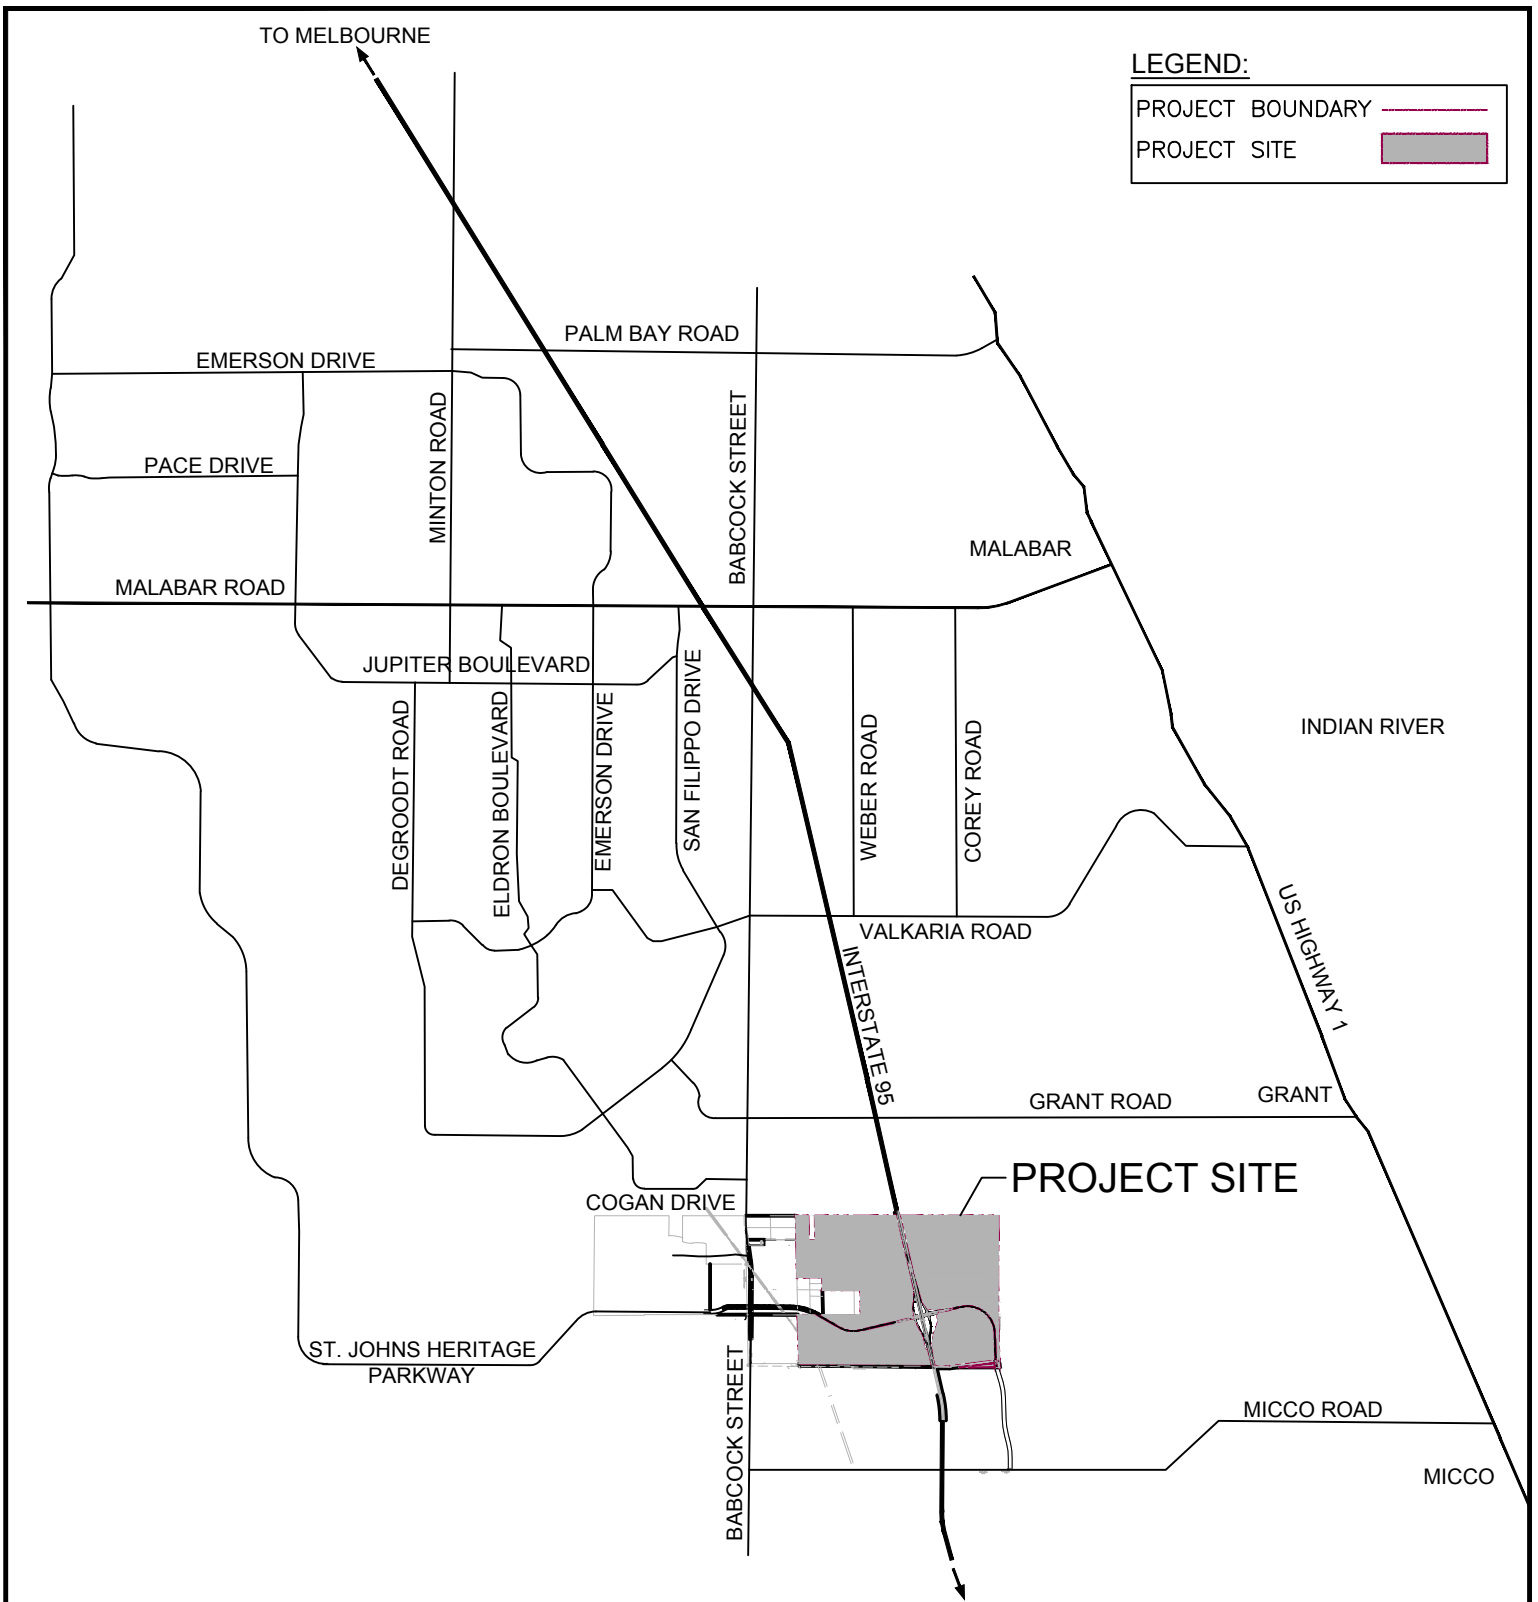 TO MELBOURNE
LEGEND:
PROJECT BOUNDARY
PROJECT SITE
PALM BAY ROAD
EMERSON DRIVE
MINTON ROAD
BABCOCK STREET
PACE DRIVE
MALABAR
MALABAR ROAD
JUPITER BOULEVARD
DEGROODT ROAD
ELDRON BOULEVARD
EMERSON DRIVE
SAN FILIPPO DRIVE
WEBER ROAD
COREY ROAD
INDIAN RIVER
VALKARIA ROAD
US HIGHWAY 1
INTERSTATE 95
GRANT ROAD
GRANT
PROJECT SITE
COGAN DRIVE
ST. JOHNS HERITAGE
PARKWAY
BABCOCK STREET
MICCO ROAD
MICCO